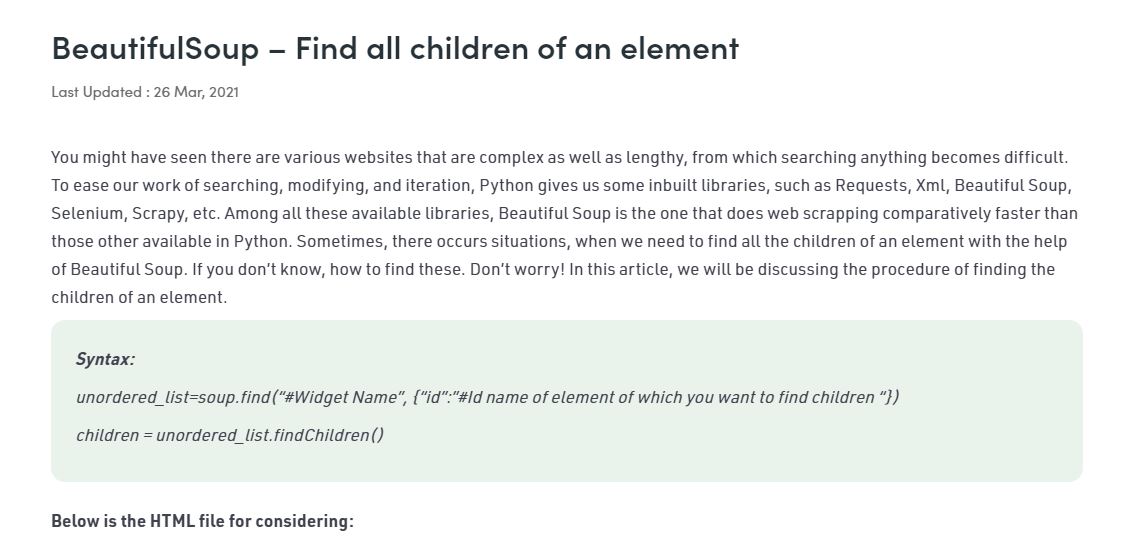 BeautifulSoup – Find all children of an element
Last Updated : 26 Mar, 2021
You might have seen there are various websites that are complex as well as lengthy, from which searching anything becomes difficult.
To ease our work of searching, modifying, and iteration, Python gives us some inbuilt libraries, such as Requests, Xml, Beautiful Soup,
Selenium, Scrapy, etc. Among all these available libraries, Beautiful Soup is the one that does web scrapping comparatively faster than
those other available in Python. Sometimes, there occurs situations, when we need to find all the children of an element with the help
of Beautiful Soup. If you don’t know, how to find these. Don’t worry! In this article, we will be discussing the procedure of finding the
children of an element.
Syntax:
unordered_list=soup.find(“#Widget Name”, {“id”:”#Id name of element of which you want to find children “})
children = unordered_list.findChildren()
Below is the HTML file for considering: